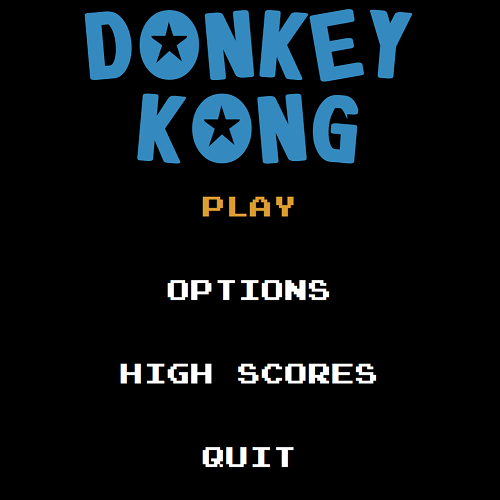 DONKEY
KONG
PLAY
OPTIONS
HIGH SCORES
QUIT